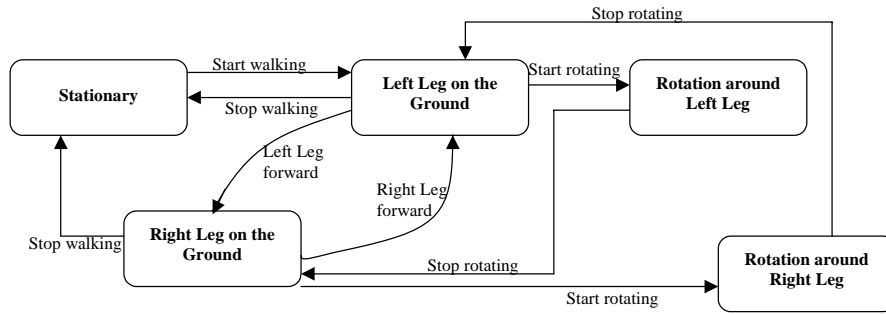 Stop rotating
Start walking
Stationary
Stop walking
Left Leg on the
Ground
Start rotating
Rotation around
Left Leg
Left Leg
forward
Right Leg
forward
Stop walking
Right Leg on the
Ground
Stop rotating
Start rotating
Rotation around
Right Leg